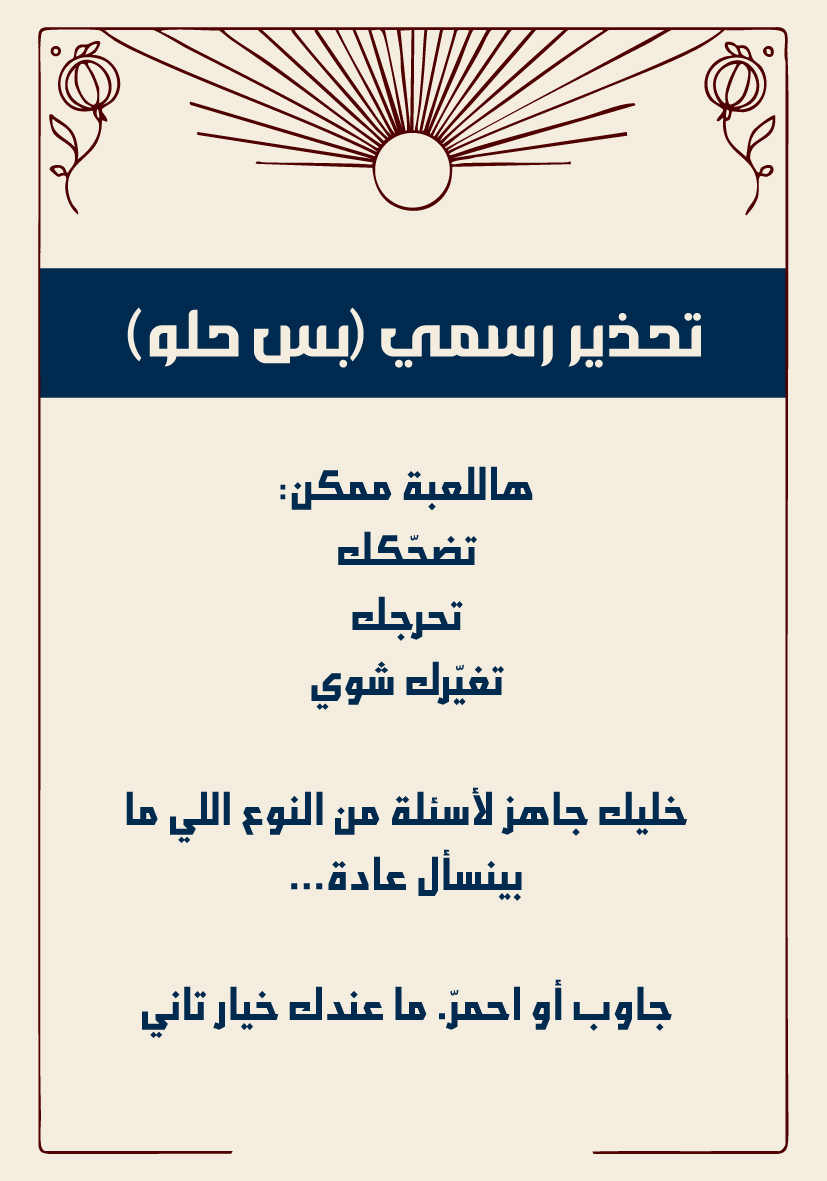 تحذير رسمي (بس حلو)
هاللعبة ممكن:
تضحّكك
تحرجك
تغيّرك شوي
خليك جاهز لأسئلة من النوع اللي ما
بينسأل عادة...
جاوب أو احمرّ. ما عندك خيار تاني